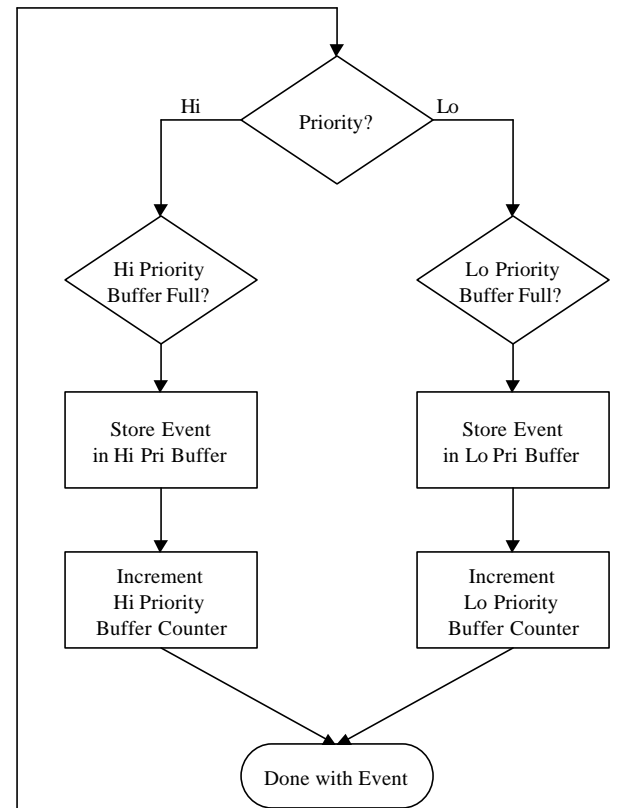 Hi
Lo
Priority?
Hi Priority
Buffer Full?
Lo Priority
Buffer Full?
Store Event
in Hi Pri Buffer
Store Event
in Lo Pri Buffer
Increment
Hi Priority
Buffer Counter
Increment
Lo Priority
Buffer Counter
Done with Event